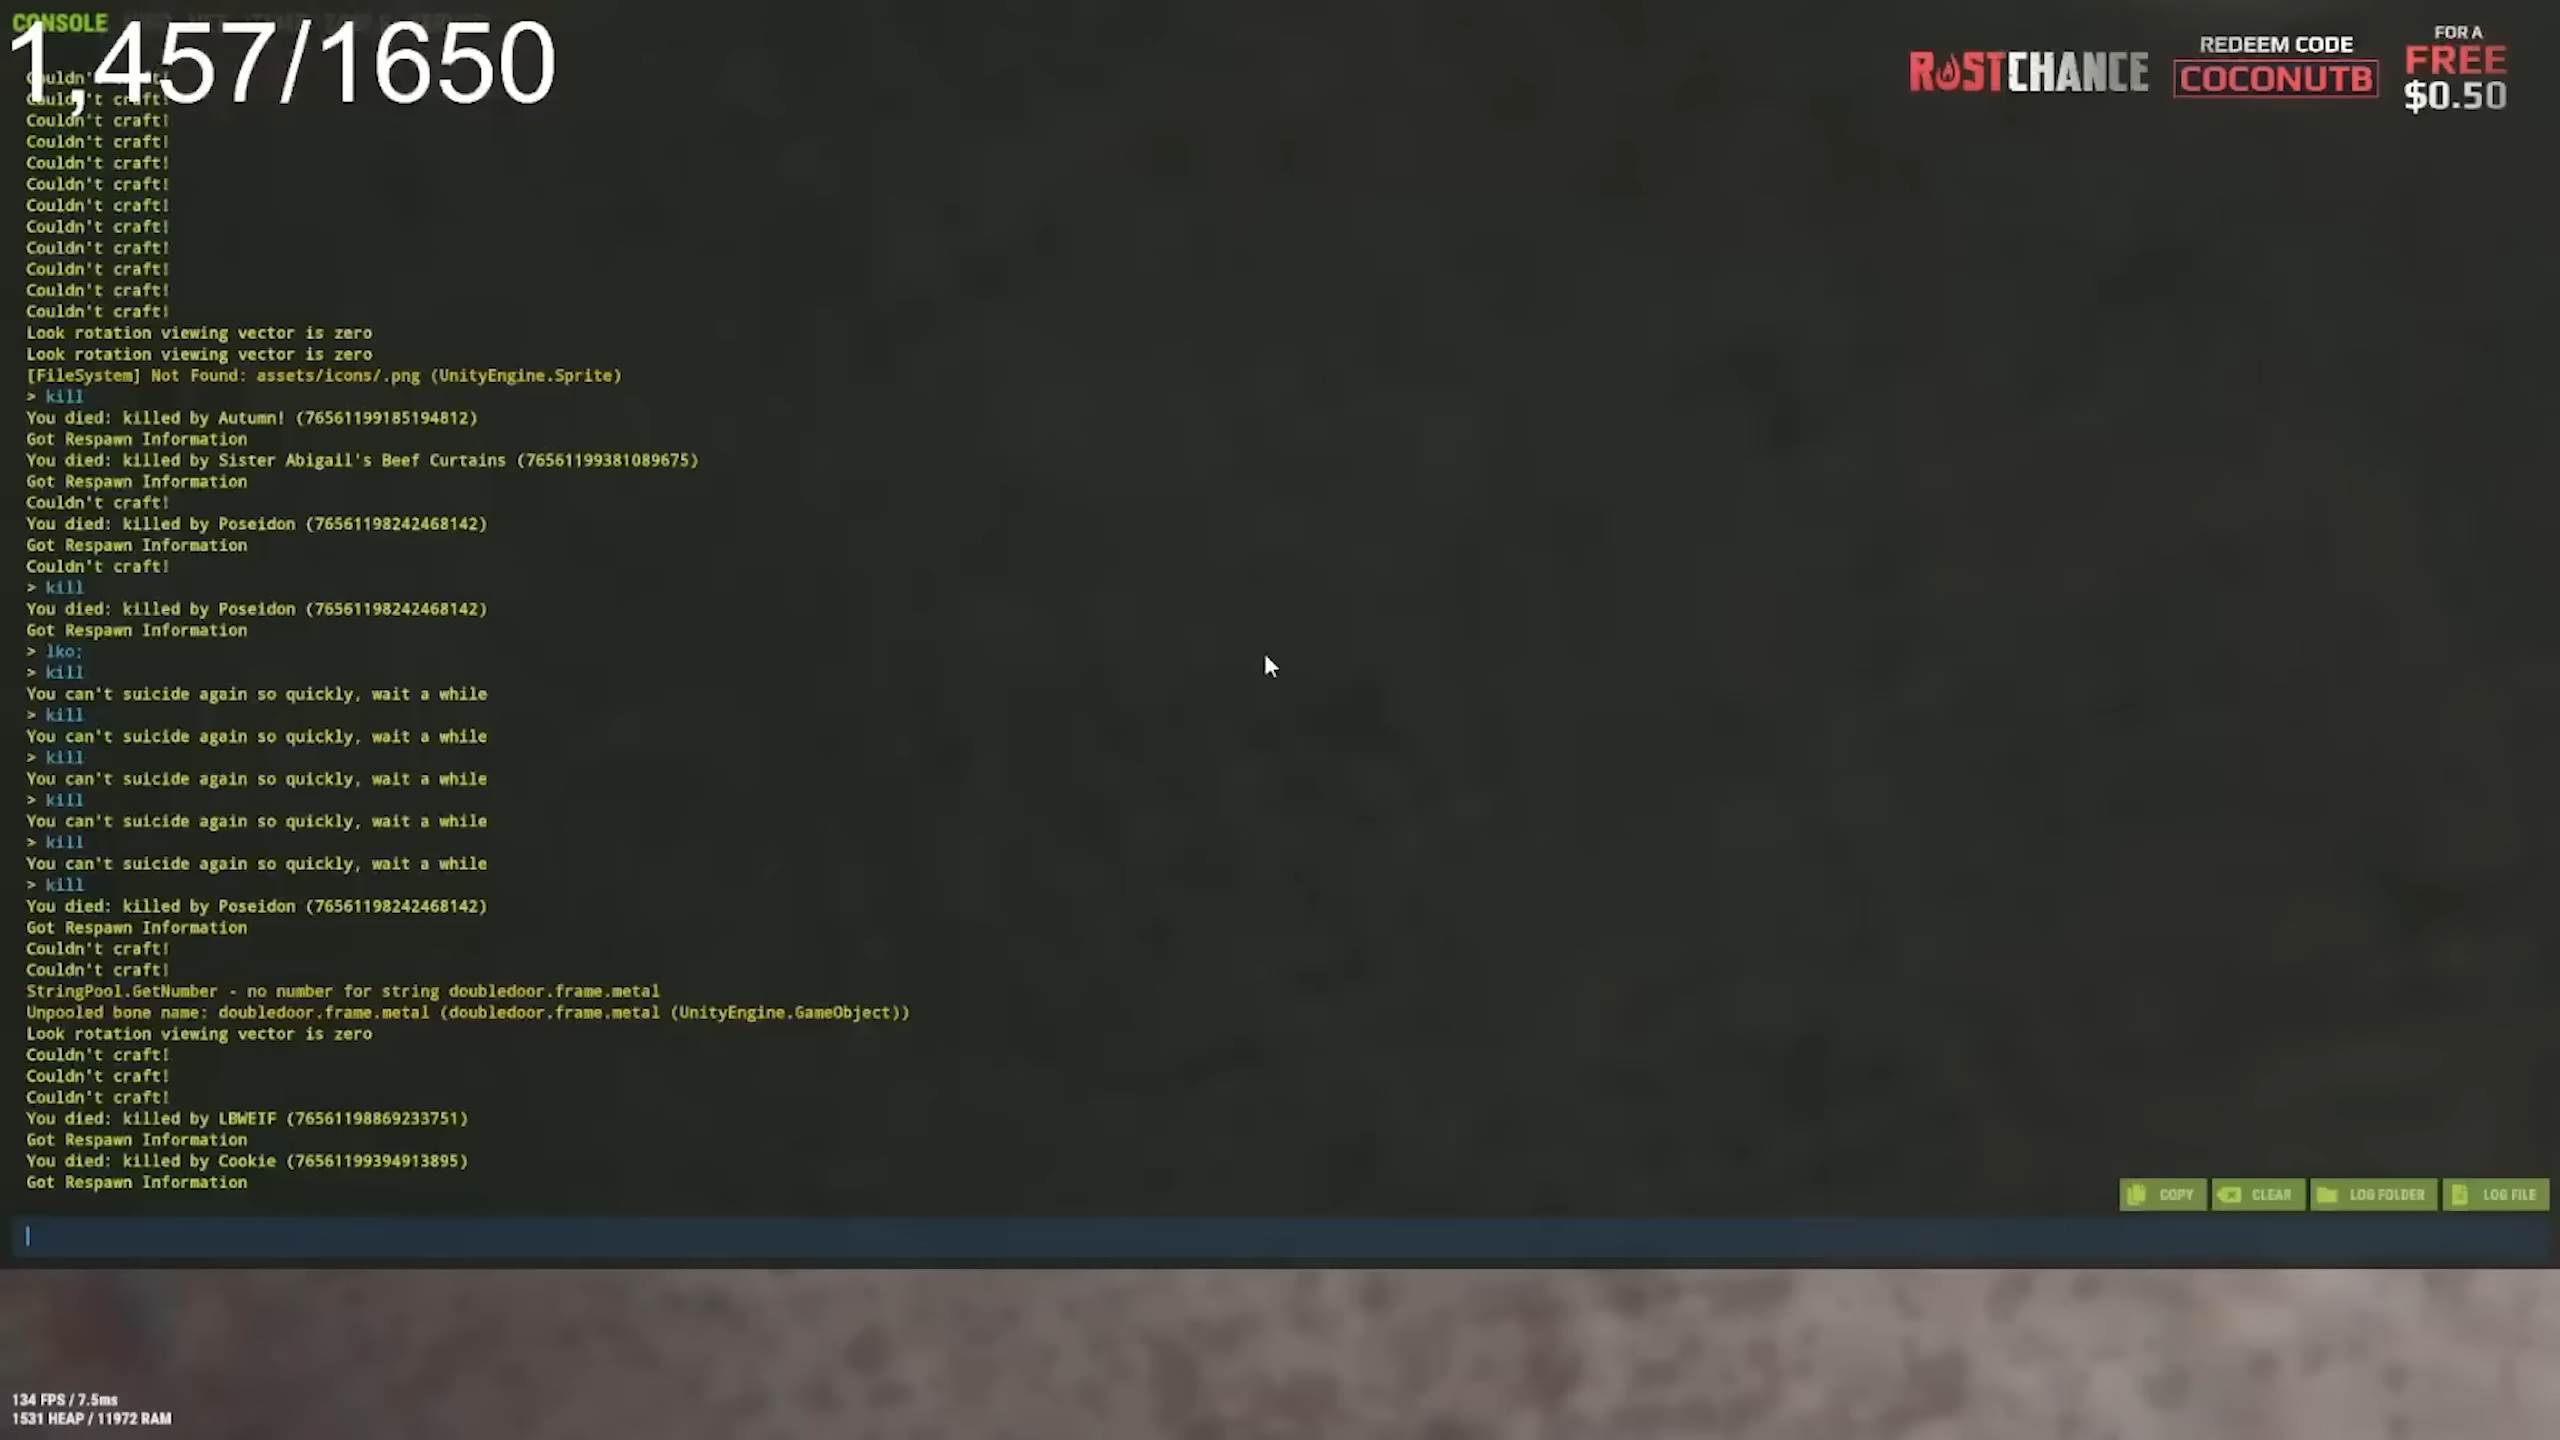 CONSOLE
1,457/1650
RUSTCHANCE
REDEEM CODE
COCONUTB
FOR A
FREE
$0.50
Couldn't craft!
Couldn't craft!
Couldn't craft!
Couldn't craft!
Couldn't craft!
Couldn't craft!
Couldn't craft!
Couldn't craft!
Couldn't craft!
Couldn't craft!
Couldn't craft!
Couldn't craft!
Look rotation viewing vector is zero
Look rotation viewing vector is zero
[FileSystem] Not Found: assets/icons/.png (UnityEngine.Sprite)
> kill
You died: killed by Autumn! (76561199185194812)
Got Respawn Information
You died: killed by Sister Abigail's Beef Curtains (76561199381089675)
Got Respawn Information
Couldn't craft!
You died: killed by Poseidon (76561198242468142)
Got Respawn Information
Couldn't craft!
> kill
You died: killed by Poseidon (76561198242468142)
Got Respawn Information
> lko;
> kill
You can't suicide again so quickly, wait a while
> kill
You can't suicide again so quickly, wait a while
> kill
You can't suicide again so quickly, wait a while
> kill
You can't suicide again so quickly, wait a while
> kill
You can't suicide again so quickly, wait a while
> kill
You died: killed by Poseidon (76561198242468142)
Got Respawn Information
Couldn't craft!
Couldn't craft!
StringPool.GetNumber - no number for string doubledoor.frame.metal
Unpooled bone name: doubledoor.frame.metal (doubledoor.frame.metal (UnityEngine.GameObject))
Look rotation viewing vector is zero
Couldn't craft!
Couldn't craft!
Couldn't craft!
You died: killed by LBWEIF (76561198869233751)
Got Respawn Information
You died: killed by Cookie (76561199394913895)
Got Respawn Information
COPY
CLEAR
LOG FOLDER
LOG FILE
134 FPS / 7.5ms
1531 HEAP / 11972 RAM